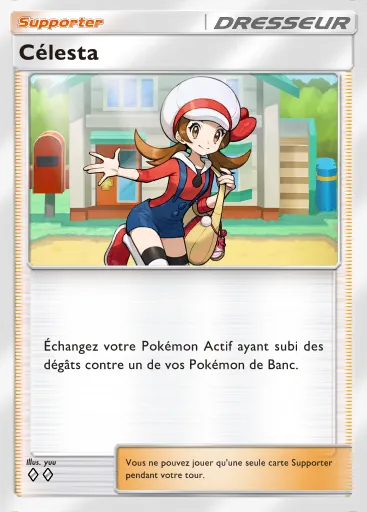 Supporter
DRESSEUR
Célesta
Échangez votre Pokémon Actif ayant subi des
dégâts contre un de vos Pokémon de Banc.
Illus. yuu
Vous ne pouvez jouer qu'une seule carte Supporter
pendant votre tour.